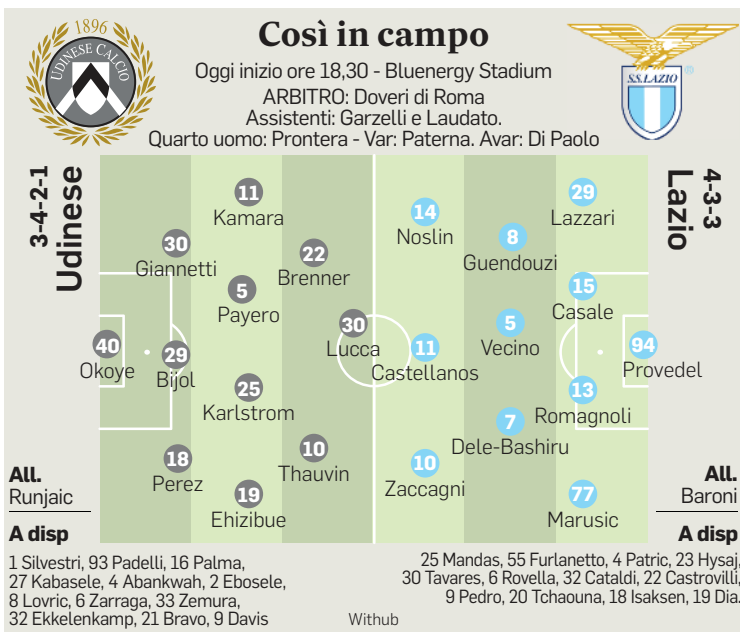 1896
UDINESE CALCIO
Così in campo
Oggi inizio ore 18,30 - Bluenergy Stadium
ARBITRO: Doveri di Roma
Assistenti: Garzelli e Laudato.
Quarto uomo: Prontera - Var: Paterna. Avar: Di Paolo
S.S.LAZIO
3-4-2-1
Udinese
40
Okoye
30
Giannetti
29
Bijol
18
Perez
11
Kamara
5
Payero
25
Karlstrom
19
Ehizibue
22
Brenner
10
Thauvin
30
Lucca
14
Noslin
11
Castellanos
10
Zaccagni
8
Guendouzi
5
Vecino
7
Dele-Bashiru
29
Lazzari
15
Casale
13
Romagnoli
77
Marusic
94
Provedel
4-3-3
Lazio
All.
Runjaic
A disp
1 Silvestri, 93 Padelli, 16 Palma,
27 Kabasele, 4 Abankwah, 2 Ebosele,
8 Lovric, 6 Zarraga, 33 Zemura,
32 Ekkelenkamp, 21 Bravo, 9 Davis
All.
Baroni
A disp
25 Mandas, 55 Furlanetto, 4 Patric, 23 Hysaj,
30 Tavares, 6 Rovella, 32 Cataldi, 22 Castrovilli,
9 Pedro, 20 Tchaouna, 18 Isaksen, 19 Dia.
Withub